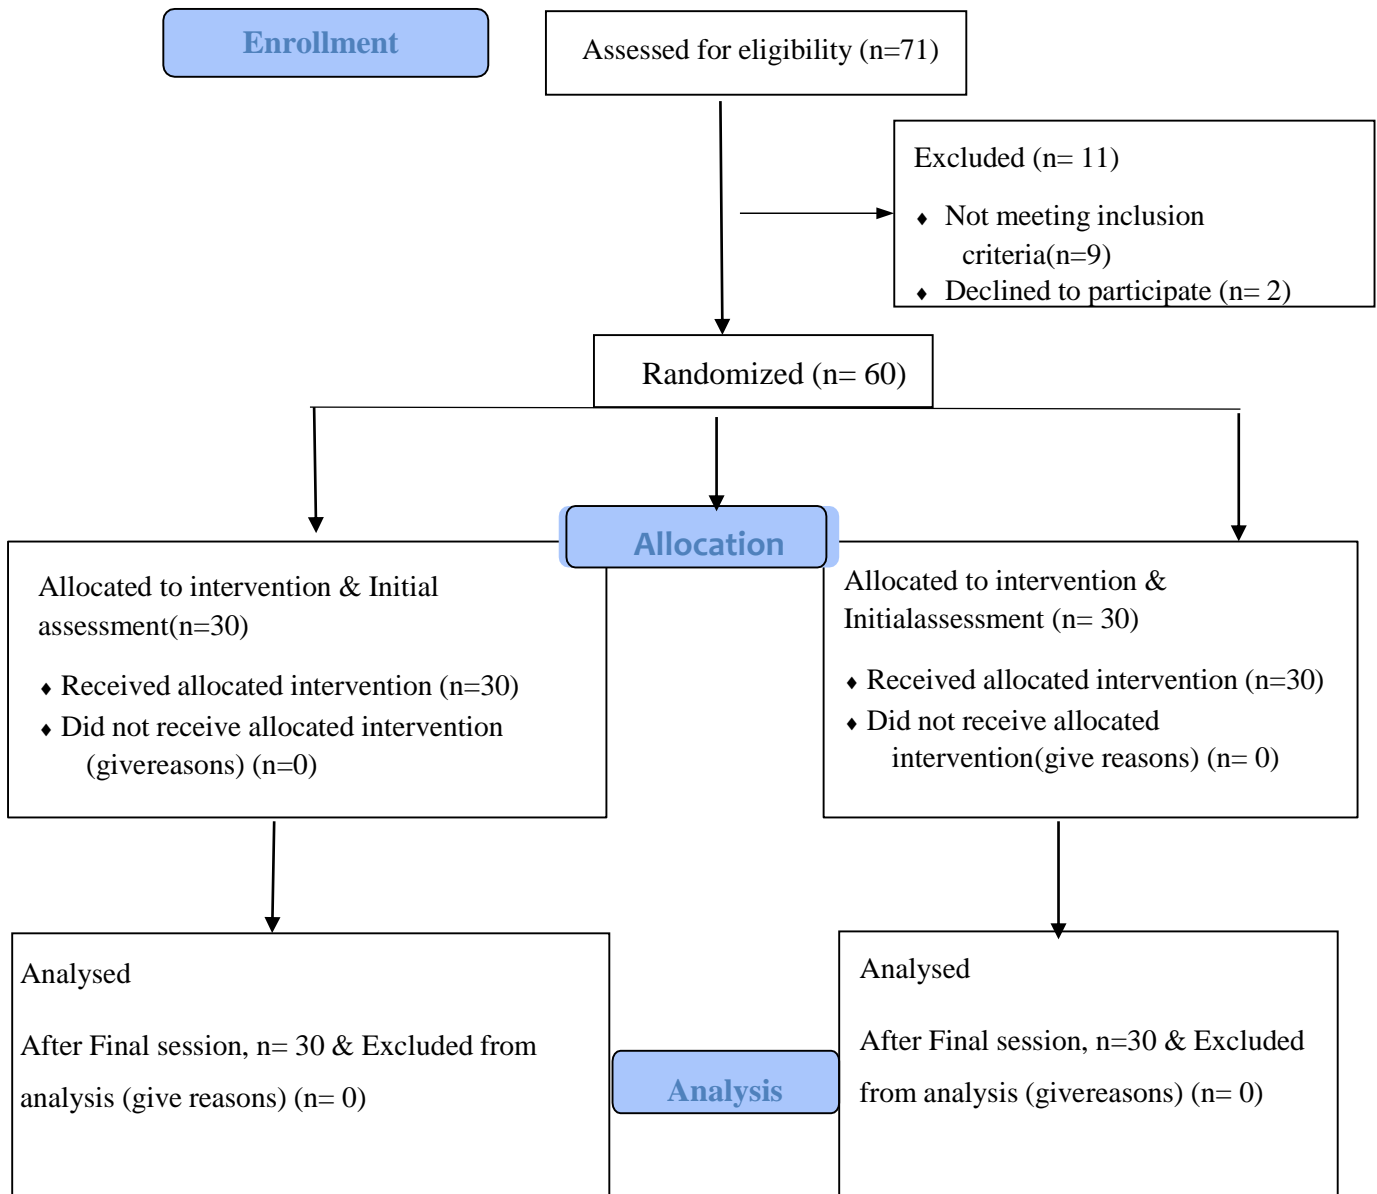 Enrollment
Assessed for eligibility (n=71)
Excluded (n= 11)
♦ Not meeting inclusion
criteria(n=9)
♦ Declined to participate (n= 2)
Randomized (n= 60)
Allocation
Allocated to intervention & Initial
assessment(n=30)
♦ Received allocated intervention (n=30)
♦ Did not receive allocated intervention
(givereasons) (n=0)
Allocated to intervention &
Initialassessment (n= 30)
♦ Received allocated intervention (n=30)
♦ Did not receive allocated
intervention(give reasons) (n= 0)
Analysed
After Final session, n= 30 & Excluded from
analysis (give reasons) (n= 0)
Analysis
Analysed
After Final session, n=30 & Excluded
from analysis (givereasons) (n= 0)